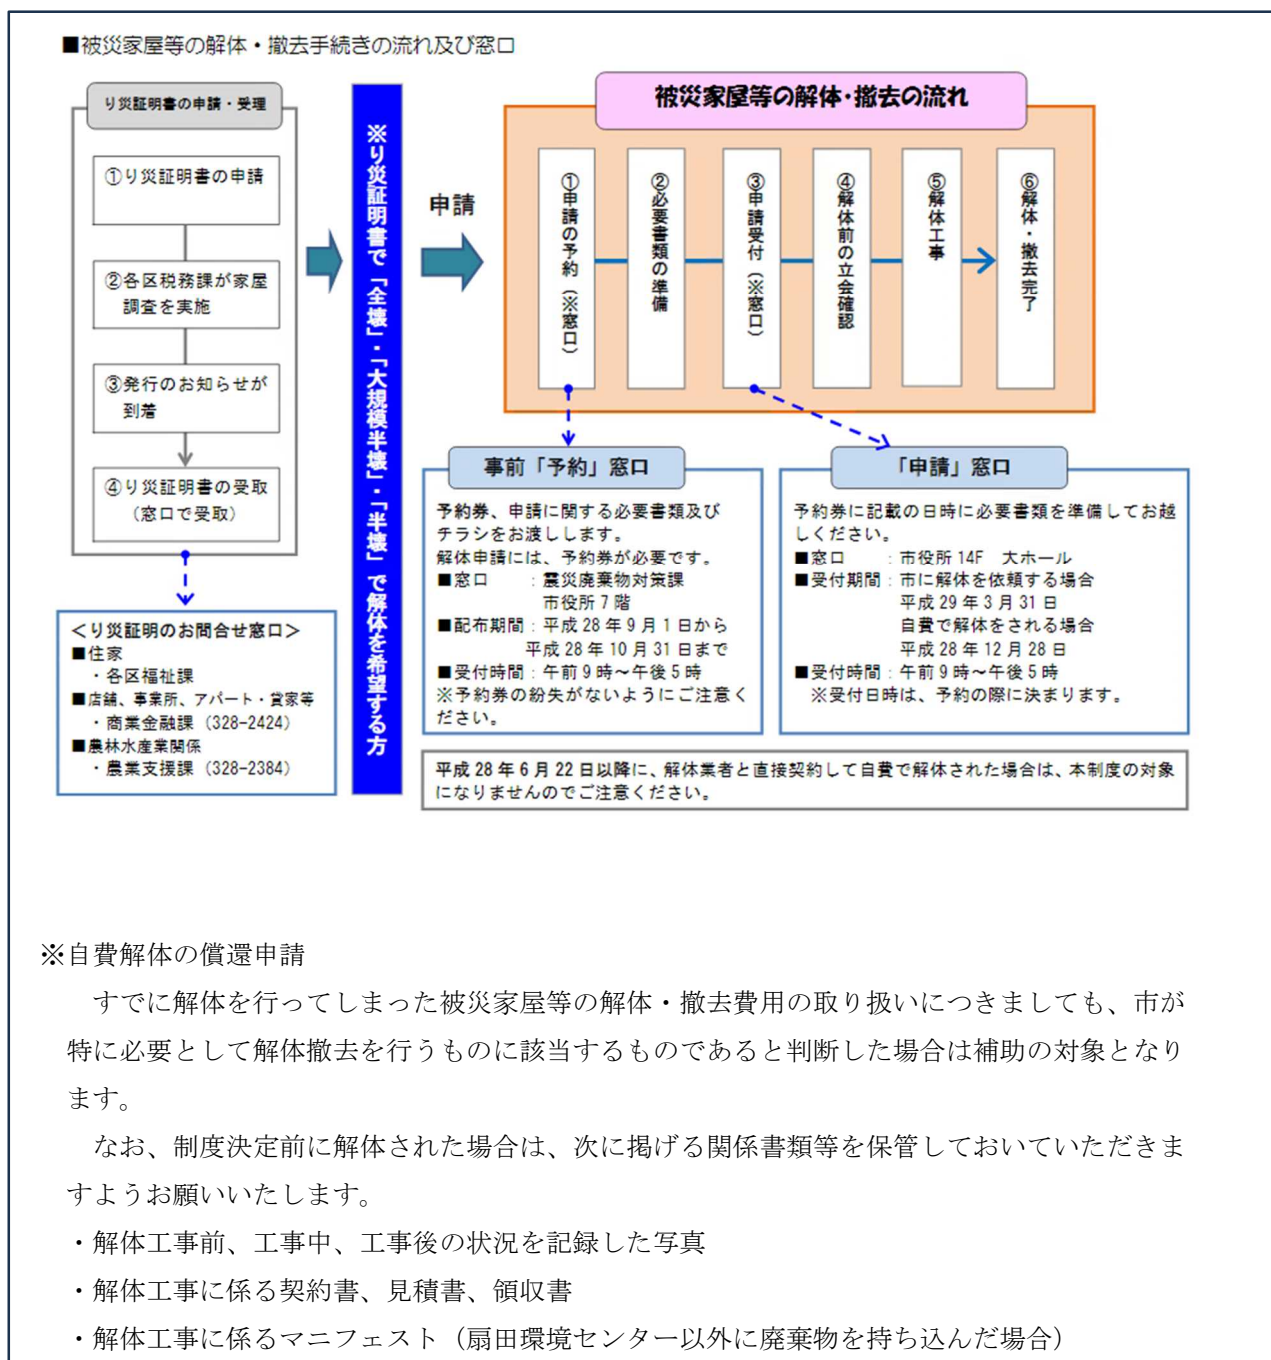 ■被災家屋等の解体・撤去手続きの流れ及び窓口
り災証明書の申請・受理
①り災証明書の申請
②各区税務課が家屋
調査を実施
③発行のお知らせが
到着
④り災証明書の受取
（窓口で受取）
＜り災証明のお問合せ窓口＞
■住家
・各区福祉課
■店舗、事業所、アパート・貸家等
・商業金融課（328-2424）
■農林水産業関係
・農業支援課（328-2384）
※り災証明書で「全壊」・「大規模半壊」・「半壊」で解体を希望する方
申請
被災家屋等の解体・撤去の流れ
①申請の予約（※窓口）
②必要書類の準備
③申請受付（※窓口）
④解体前の立会確認
⑤解体工事
⑥解体・撤去完了
事前「予約」窓口
予約券、申請に関する必要書類及び
チラシをお渡しします。
解体申請には、予約券が必要です。
■窓口　　：震災廃棄物対策課
市役所7階
■配布期間：平成28年9月1日から
平成28年10月31日まで
■受付時間：午前9時～午後5時
※予約券の紛失がないようにご注意く
ださい。
「申請」窓口
予約券に記載の日時に必要書類を準備してお越
しください。
■窓口　　：市役所14F　大ホール
■受付期間：市に解体を依頼する場合
平成29年3月31日
自費で解体をされる場合
平成28年12月28日
■受付時間：午前9時～午後5時
※受付日時は、予約の際に決まります。
平成28年6月22日以降に、解体業者と直接契約して自費で解体された場合は、本制度の対象
になりませんのでご注意ください。
※自費解体の償還申請
すでに解体を行ってしまった被災家屋等の解体・撤去費用の取り扱いにつきましても、市が
特に必要として解体撤去を行うものに該当するものであると判断した場合は補助の対象となり
ます。
なお、制度決定前に解体された場合は、次に掲げる関係書類等を保管しておいていただきま
すようお願いいたします。
・解体工事前、工事中、工事後の状況を記録した写真
・解体工事に係る契約書、見積書、領収書
・解体工事に係るマニフェスト（扇田環境センター以外に廃棄物を持ち込んだ場合）